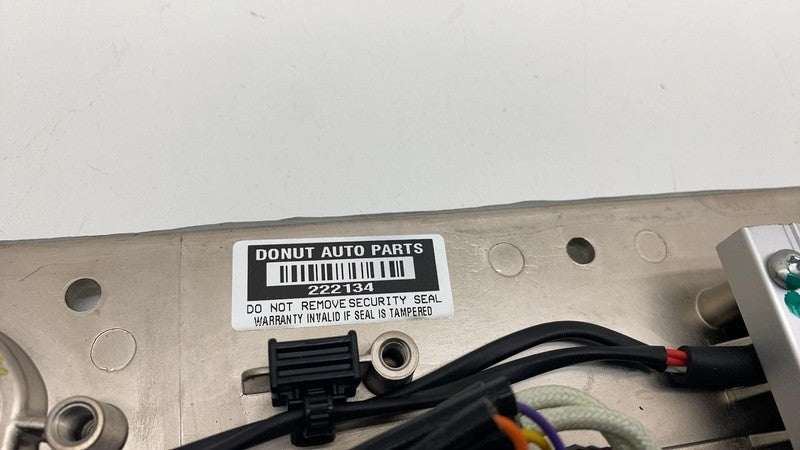 DONUT AUTO PARTS
222134
DO NOT REMOVE SECURITY SEAL
WARRANTY INVALID IF SEAL IS TAMPERED